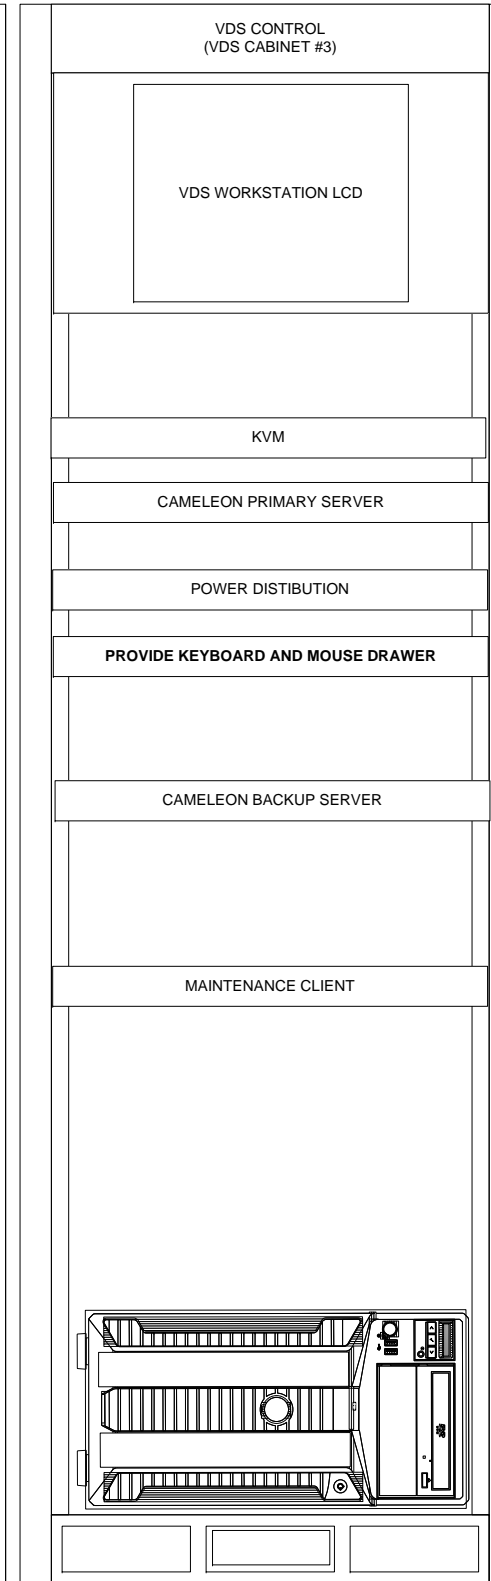 VDS CONTROL
(VDS CABINET #3)
VDS WORKSTATION LCD
KVM
CAMELEON PRIMARY SERVER
POWER DISTIBUTION
PROVIDE KEYBOARD AND MOUSE DRAWER
CAMELEON BACKUP SERVER
MAINTENANCE CLIENT